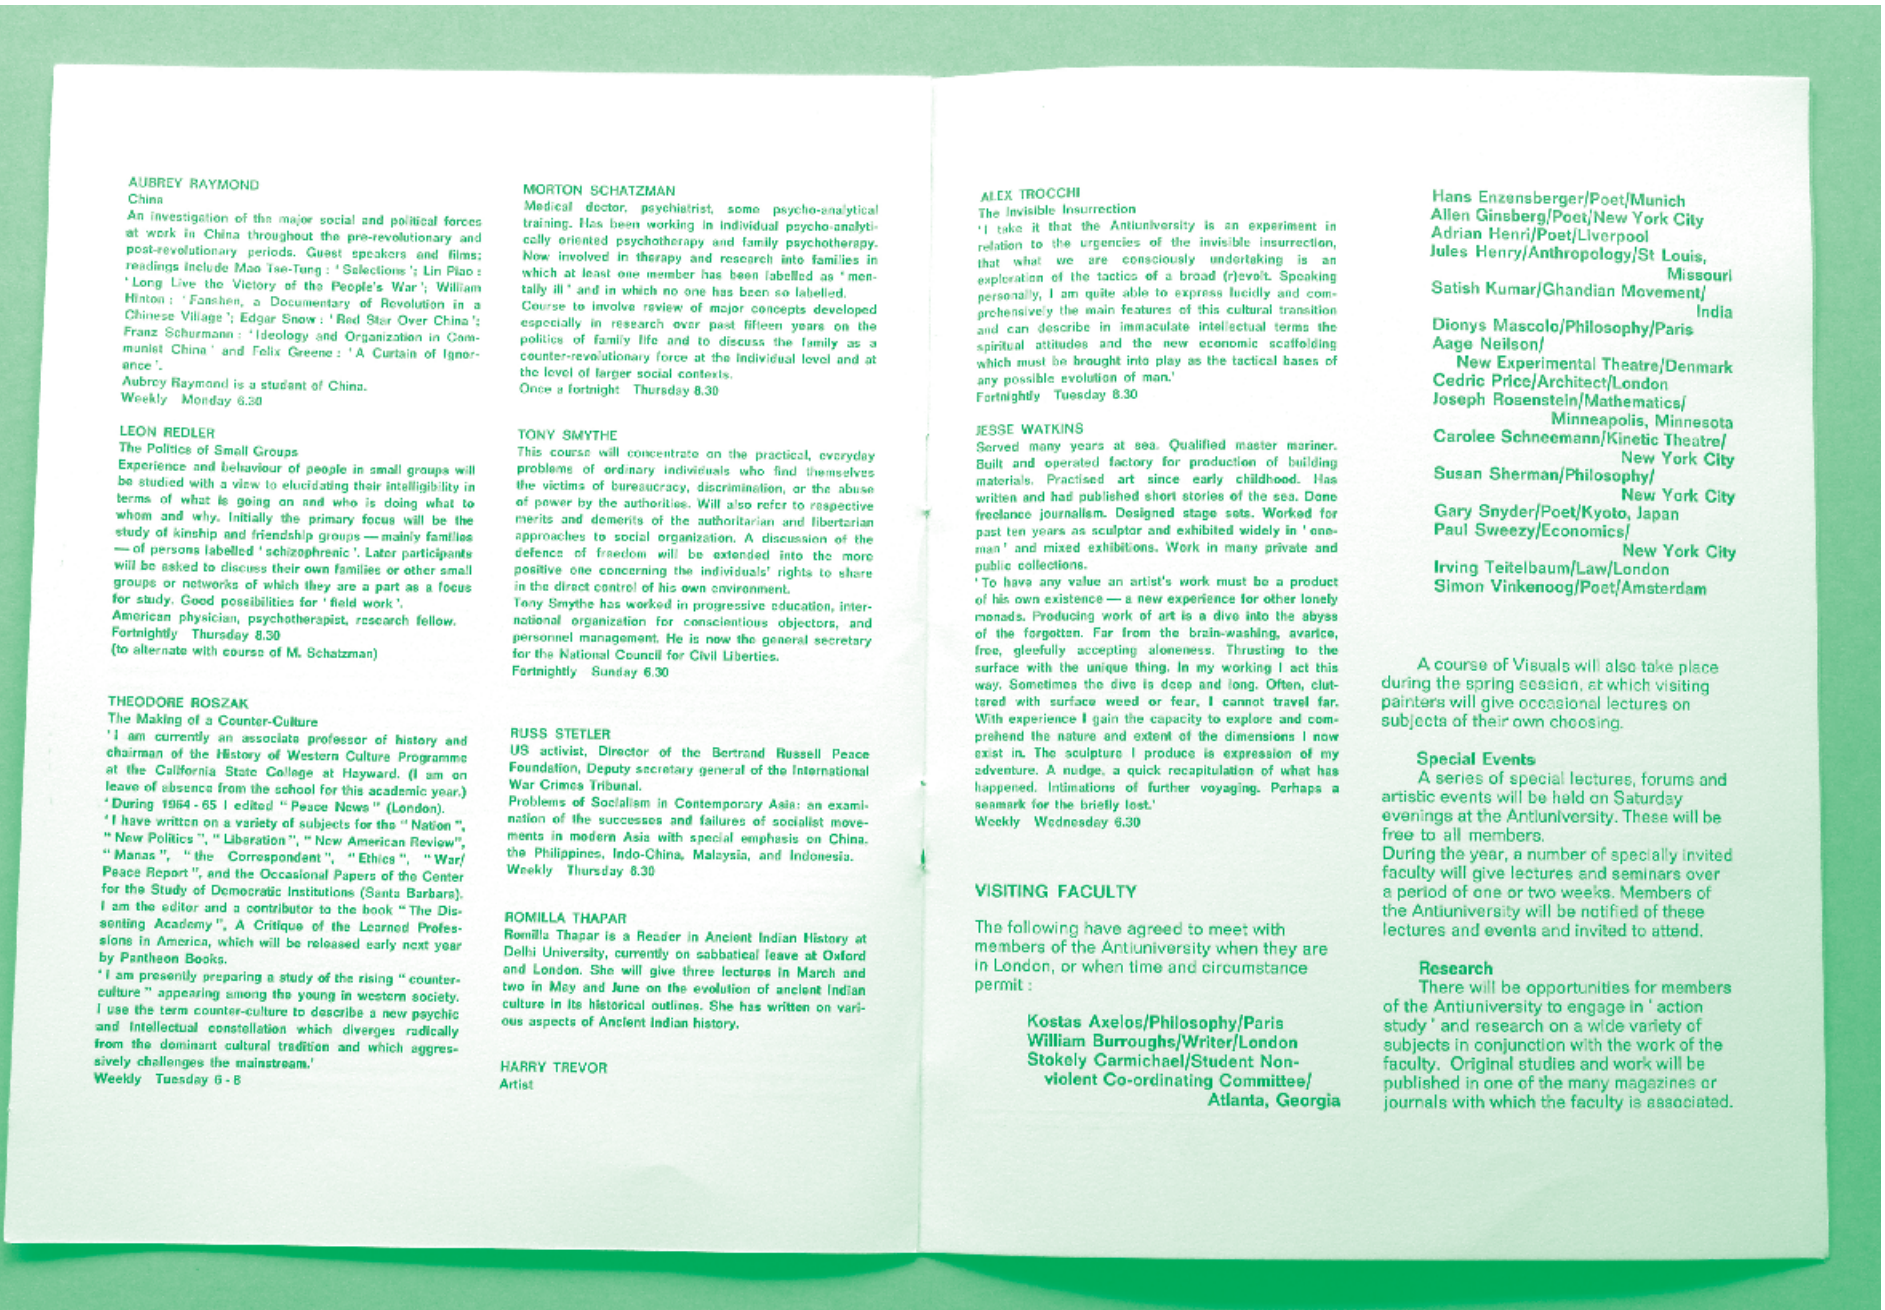 AUBREY RAYMOND
China
An investigation of the major social and political forces
at work in China throughout the pre-revolutionary and
post-revolutionary periods. Guest speakers and films;
readings include Mao Tse-Tung : ' Selections '; Lin Piao :
' Long Live the Victory of the People's War '; William
Hinton : ' Fanshen, a Documentary of Revolution in a
Chinese Village '; Edgar Snow : ' Red Star Over China ';
Franz Schurmann : ' Ideology and Organization in Com-
munist China ' and Felix Greene : ' A Curtain of Ignor-
ance '.
Aubrey Raymond is a student of China.
Weekly Monday 6.30
LEON REDLER
The Politics of Small Groups
Experience and behaviour of people in small groups will
be studied with a view to elucidating their intelligibility in
terms of what is going on and who is doing what to
whom and why. Initially the primary focus will be the
study of kinship and friendship groups — mainly families
— of persons labelled ' schizophrenic '. Later participants
will be asked to discuss their own families or other small
groups or networks of which they are a part as a focus
for study. Good possibilities for ' field work '.
American physician, psychotherapist, research fellow.
Fortnightly Thursday 8.30
(to alternate with course of M. Schatzman)
THEODORE ROSZAK
The Making of a Counter-Culture
' I am currently an associate professor of history and
chairman of the History of Western Culture Programme
at the California State College at Hayward. (I am on
leave of absence from the school for this academic year.)
' During 1964 - 65 I edited " Peace News " (London).
' I have written on a variety of subjects for the " Nation ",
" New Politics ", " Liberation ", " New American Review",
" Manas ", " the Correspondent ", " Ethics ", " War/
Peace Report ", and the Occasional Papers of the Center
for the Study of Democratic Institutions (Santa Barbara).
I am the editor and a contributor to the book " The Dis-
senting Academy ", A Critique of the Learned Profes-
sions in America, which will be released early next year
by Pantheon Books.
' I am presently preparing a study of the rising " counter-
culture " appearing among the young in western society.
I use the term counter-culture to describe a new psychic
and intellectual constellation which diverges radically
from the dominant cultural tradition and which aggres-
sively challenges the mainstream.'
Weekly Tuesday 6 - 8
MORTON SCHATZMAN
Medical doctor, psychiatrist, some psycho-analytical
training. Has been working in individual psycho-analyti-
cally oriented psychotherapy and family psychotherapy.
Now involved in therapy and research into families in
which at least one member has been labelled as ' men-
tally ill ' and in which no one has been so labelled.
Course to involve review of major concepts developed
especially in research over past fifteen years on the
politics of family life and to discuss the family as a
counter-revolutionary force at the individual level and at
the level of larger social contexts.
Once a fortnight Thursday 8.30
TONY SMYTHE
This course will concentrate on the practical, everyday
problems of ordinary individuals who find themselves
the victims of bureaucracy, discrimination, or the abuse
of power by the authorities. Will also refer to respective
merits and demerits of the authoritarian and libertarian
approaches to social organization. A discussion of the
defence of freedom will be extended into the more
positive one concerning the individuals' rights to share
in the direct control of his own environment.
Tony Smythe has worked in progressive education, inter-
national organization for conscientious objectors, and
personnel management. He is now the general secretary
for the National Council for Civil Liberties.
Fortnightly Sunday 6.30
RUSS STETLER
US activist, Director of the Bertrand Russell Peace
Foundation, Deputy secretary general of the International
War Crimes Tribunal.
Problems of Socialism in Contemporary Asia: an exami-
nation of the successes and failures of socialist move-
ments in modern Asia with special emphasis on China,
the Philippines, Indo-China, Malaysia, and Indonesia.
Weekly Thursday 6.30
ROMILLA THAPAR
Romilla Thapar is a Reader in Ancient Indian History at
Delhi University, currently on sabbatical leave at Oxford
and London. She will give three lectures in March and
two in May and June on the evolution of ancient Indian
culture in its historical outlines. She has written on vari-
ous aspects of Ancient Indian history.
HARRY TREVOR
Artist
ALEX TROCCHI
The Invisible Insurrection
' I take it that the Antiuniversity is an experiment in
relation to the urgencies of the invisible insurrection,
that what we are consciously undertaking is an
exploration of the tactics of a broad (r)evolt. Speaking
personally, I am quite able to express lucidly and com-
prehensively the main features of this cultural transition
and can describe in immaculate intellectual terms the
spiritual attitudes and the new economic scaffolding
which must be brought into play as the tactical bases of
any possible evolution of man.'
Fortnightly Tuesday 8.30
JESSE WATKINS
Served many years at sea. Qualified master mariner.
Built and operated factory for production of building
materials. Practised art since early childhood. Has
written and had published short stories of the sea. Done
freelance journalism. Designed stage sets. Worked for
past ten years as sculptor and exhibited widely in ' one-
man ' and mixed exhibitions. Work in many private and
public collections.
' To have any value an artist's work must be a product
of his own existence — a new experience for other lonely
monads. Producing work of art is a dive into the abyss
of the forgotten. Far from the brain-washing, avarice,
free, gleefully accepting aloneness. Thrusting to the
surface with the unique thing. In my working I act this
way. Sometimes the dive is deep and long. Often, clut-
tered with surface weed or fear, I cannot travel far.
With experience I gain the capacity to explore and com-
prehend the nature and extent of the dimensions I now
exist in. The sculpture I produce is expression of my
adventure. A nudge, a quick recapitulation of what has
happened. Intimations of further voyaging. Perhaps a
seamark for the briefly lost.'
Weekly Wednesday 6.30
VISITING FACULTY
The following have agreed to meet with
members of the Antiuniversity when they are
in London, or when time and circumstance
permit :
Kostas Axelos/Philosophy/Paris
William Burroughs/Writer/London
Stokely Carmichael/Student Non-
violent Co-ordinating Committee/
Atlanta, Georgia
Hans Enzensberger/Poet/Munich
Allen Ginsberg/Poet/New York City
Adrian Henri/Poet/Liverpool
Jules Henry/Anthropology/St Louis,
Missouri
Satish Kumar/Ghandian Movement/
India
Dionys Mascolo/Philosophy/Paris
Aage Neilson/
New Experimental Theatre/Denmark
Cedric Price/Architect/London
Joseph Rosenstein/Mathematics/
Minneapolis, Minnesota
Carolee Schneemann/Kinetic Theatre/
New York City
Susan Sherman/Philosophy/
New York City
Gary Snyder/Poet/Kyoto, Japan
Paul Sweezy/Economics/
New York City
Irving Teitelbaum/Law/London
Simon Vinkenoog/Poet/Amsterdam
A course of Visuals will also take place
during the spring session, at which visiting
painters will give occasional lectures on
subjects of their own choosing.
Special Events
A series of special lectures, forums and
artistic events will be held on Saturday
evenings at the Antiuniversity. These will be
free to all members.
During the year, a number of specially invited
faculty will give lectures and seminars over
a period of one or two weeks. Members of
the Antiuniversity will be notified of these
lectures and events and invited to attend.
Research
There will be opportunities for members
of the Antiuniversity to engage in ' action
study ' and research on a wide variety of
subjects in conjunction with the work of the
faculty. Original studies and work will be
published in one of the many magazines or
journals with which the faculty is associated.